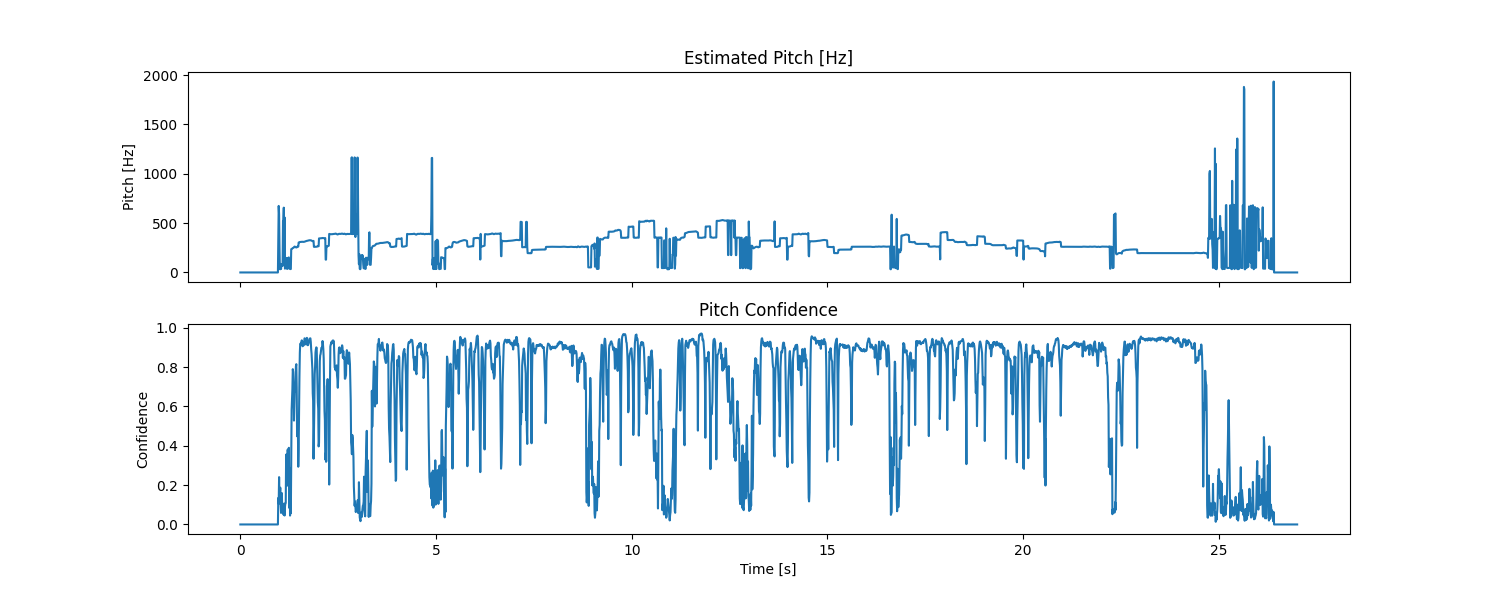 Estimated Pitch [Hz]
2000
1500
1000
500
0
Pitch [Hz]
Pitch Confidence
1.0
0.8
0.6
0.4
0.2
0.0
Confidence
0 5 10 15 20 25
Time [s]